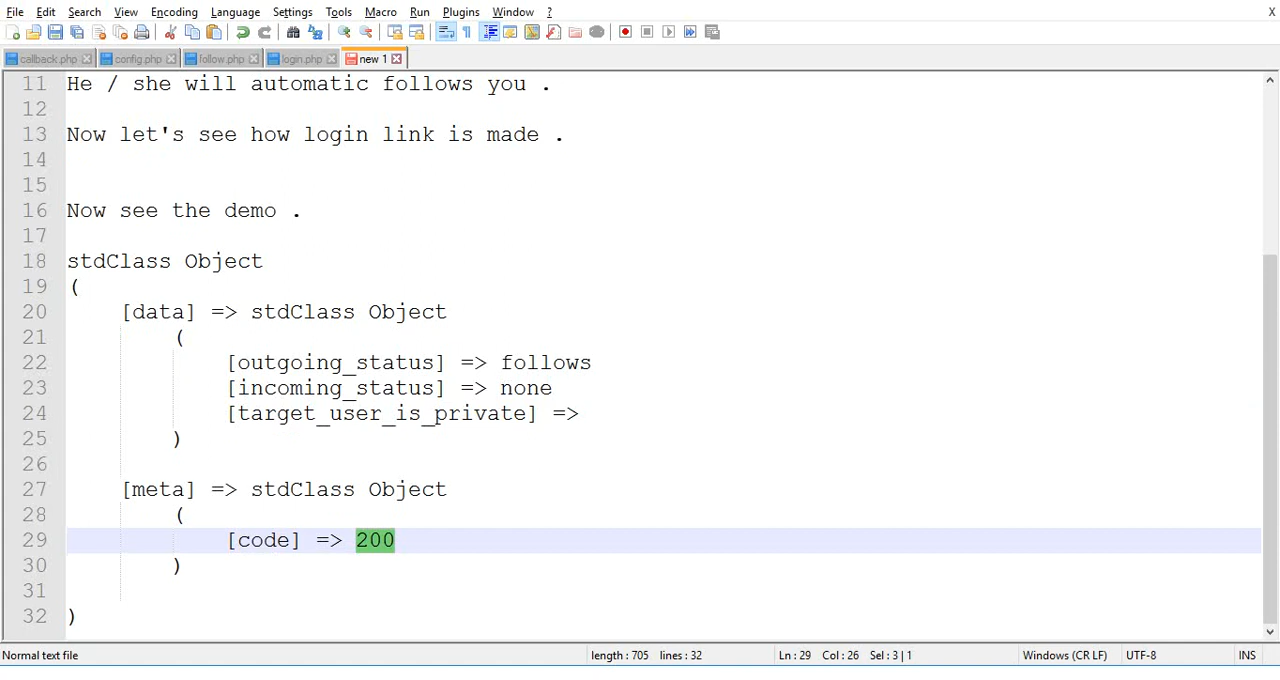 File Edit Search View Encoding Language Settings Tools Macro Run Plugins Window ? X
callback.php config.php follow.php login.php new 1
11 He / she will automatic follows you .
12
13 Now let's see how login link is made .
14
15
16 Now see the demo .
17
18 stdClass Object
19 (
20 [data] => stdClass Object
21 (
22 [outgoing_status] => follows
23 [incoming_status] => none
24 [target_user_is_private] =>
25 )
26
27 [meta] => stdClass Object
28 (
29 [code] => 200
30 )
31
32 )
Normal text file length : 705 lines : 32 Ln : 29 Col : 26 Sel : 3 | 1 Windows (CR LF) UTF-8 INS